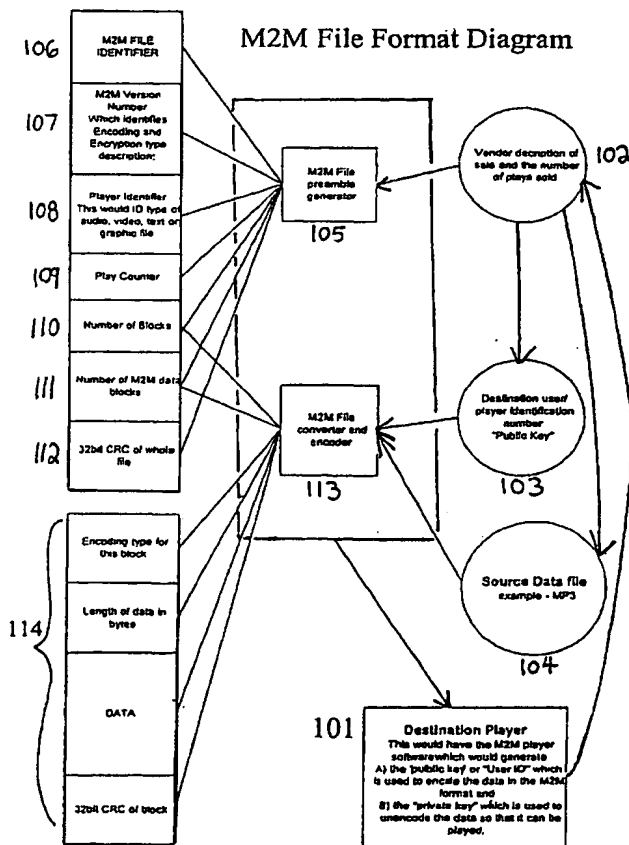 M2M File Format Diagram
106
M2M FILE
IDENTIFIER
107
M2M Version
Number
Which identifies
Encoding and
Encryption type
description:
108
Player Identifier
This would ID type of
audio, video, text or
graphic file
109
Play Counter
110
Number of Blocks
111
Number of M2M data
blocks
112
32bit CRC of whole
file
114
Encoding type for
this block
Length of data in
bytes
DATA
32bit CRC of block
M2M File
preamble
generator
105
M2M File
converter and
encoder
113
Vendor decription of
sale and the number
of plays sold
102
Destination user/
player identification
number
"Public Key"
103
Source Data file
example - MP3
104
101
Destination Player
This would have the M2M player
softwarewhich would generate
A) the 'public key' or "User ID" which
is used to encode the data in the M2M
format and
B) the "private key" which is used to
unencode the data so that it can be
played.